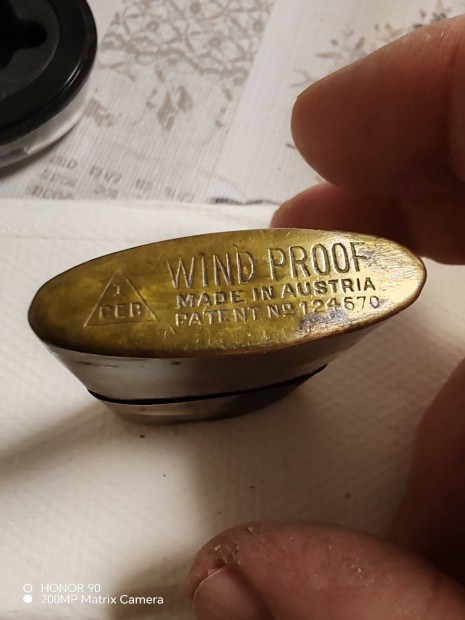 WIND PROOF
MADE IN AUSTRIA
PATENT No 124670
HONOR 90
200MP Matrix Camera